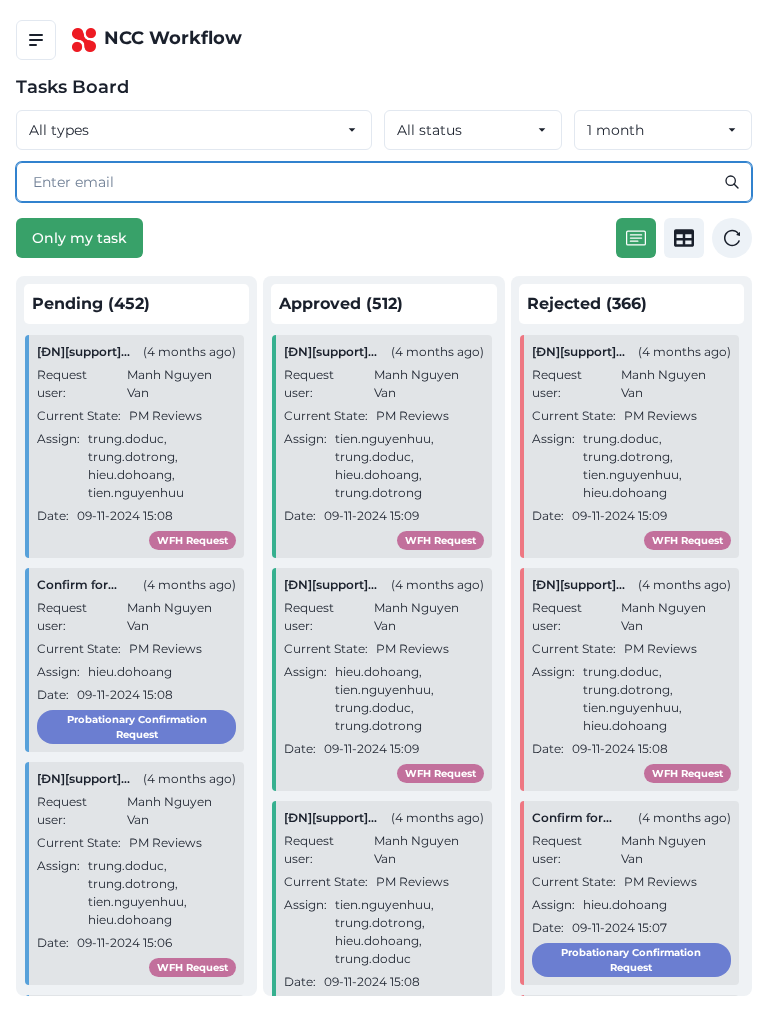 NCC Workflow
Tasks Board
All types
All status
1 month
Enter email
Only my task
Pending (452)
[ĐN][support]... (4 months ago)
Request user: Manh Nguyen Van
Current State: PM Reviews
Assign: trung.doduc,
trung.dotrong,
hieu.dohoang,
tien.nguyenhuu
Date: 09-11-2024 15:08
WFH Request
Confirm for... (4 months ago)
Request user: Manh Nguyen Van
Current State: PM Reviews
Assign: hieu.dohoang
Date: 09-11-2024 15:08
Probationary Confirmation
Request
[ĐN][support]... (4 months ago)
Request user: Manh Nguyen Van
Current State: PM Reviews
Assign: trung.doduc,
trung.dotrong,
tien.nguyenhuu,
hieu.dohoang
Date: 09-11-2024 15:06
WFH Request
Approved (512)
[ĐN][support]... (4 months ago)
Request user: Manh Nguyen Van
Current State: PM Reviews
Assign: tien.nguyenhuu,
trung.doduc,
hieu.dohoang,
trung.dotrong
Date: 09-11-2024 15:09
WFH Request
[ĐN][support]... (4 months ago)
Request user: Manh Nguyen Van
Current State: PM Reviews
Assign: hieu.dohoang,
tien.nguyenhuu,
trung.doduc,
trung.dotrong
Date: 09-11-2024 15:09
WFH Request
[ĐN][support]... (4 months ago)
Request user: Manh Nguyen Van
Current State: PM Reviews
Assign: tien.nguyenhuu,
trung.dotrong,
hieu.dohoang,
trung.doduc
Date: 09-11-2024 15:08
Rejected (366)
[ĐN][support]... (4 months ago)
Request user: Manh Nguyen Van
Current State: PM Reviews
Assign: trung.doduc,
trung.dotrong,
tien.nguyenhuu,
hieu.dohoang
Date: 09-11-2024 15:09
WFH Request
[ĐN][support]... (4 months ago)
Request user: Manh Nguyen Van
Current State: PM Reviews
Assign: trung.doduc,
trung.dotrong,
tien.nguyenhuu,
hieu.dohoang
Date: 09-11-2024 15:08
WFH Request
Confirm for... (4 months ago)
Request user: Manh Nguyen Van
Current State: PM Reviews
Assign: hieu.dohoang
Date: 09-11-2024 15:07
Probationary Confirmation
Request